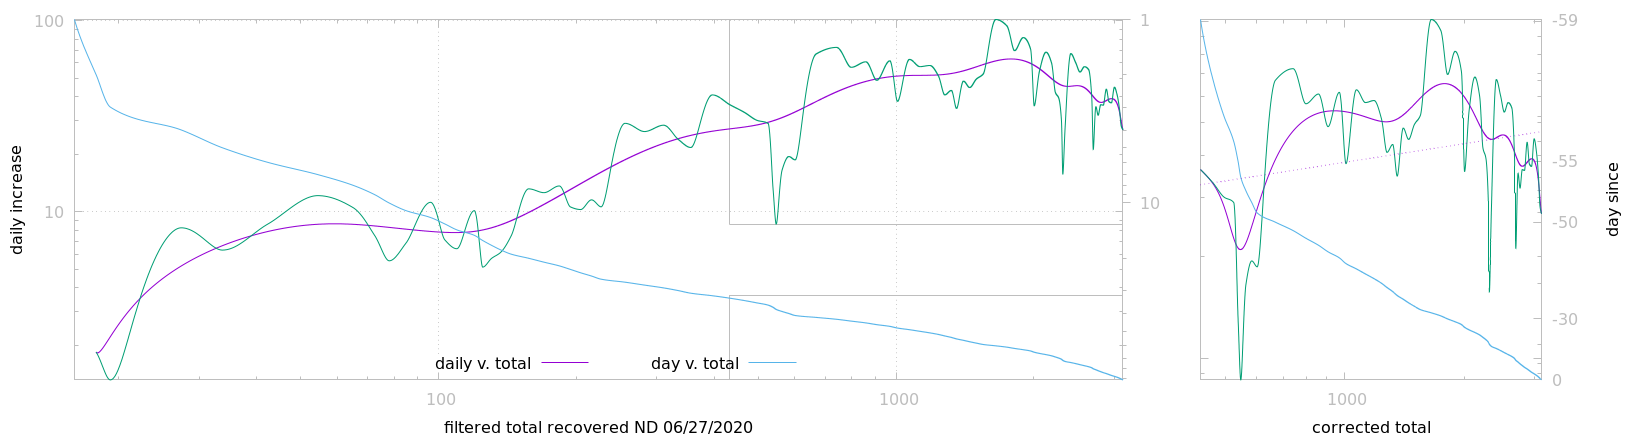 100
10
daily increase
1
10
daily v. total
day v. total
100
1000
filtered total recovered ND 06/27/2020
-59
-55
-50
-30
0
day since
1000
corrected total